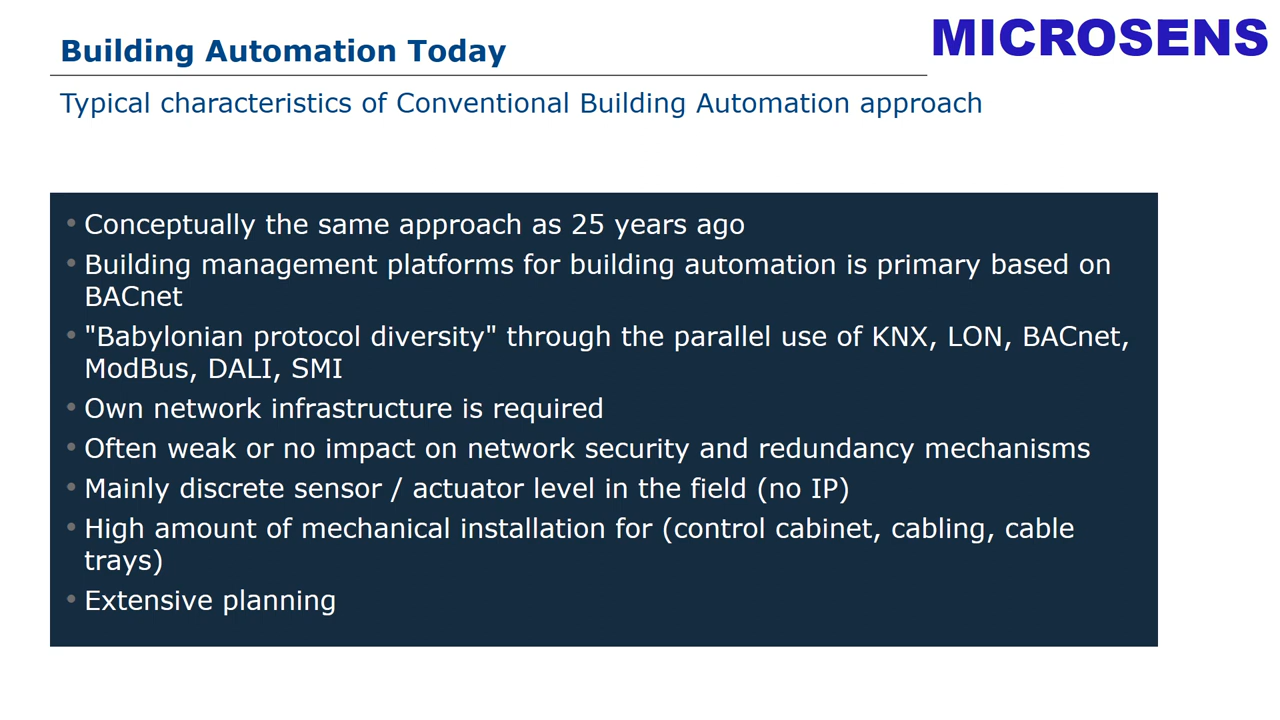 Building Automation Today
MICROSENS
Typical characteristics of Conventional Building Automation approach
• Conceptually the same approach as 25 years ago
• Building management platforms for building automation is primary based on
BACnet
• "Babylonian protocol diversity" through the parallel use of KNX, LON, BACnet,
ModBus, DALI, SMI
• Own network infrastructure is required
• Often weak or no impact on network security and redundancy mechanisms
• Mainly discrete sensor / actuator level in the field (no IP)
• High amount of mechanical installation for (control cabinet, cabling, cable
trays)
• Extensive planning